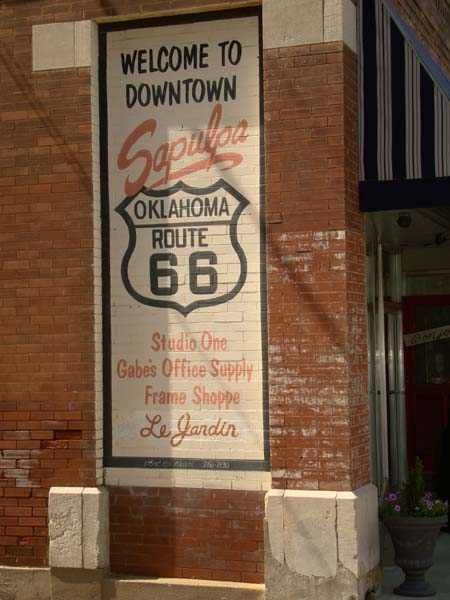 WELCOME TO
DOWNTOWN
Sapulpa
OKLAHOMA
ROUTE
66
Studio One
Gabe's Office Supply
Frame Shoppe
Le Jardin